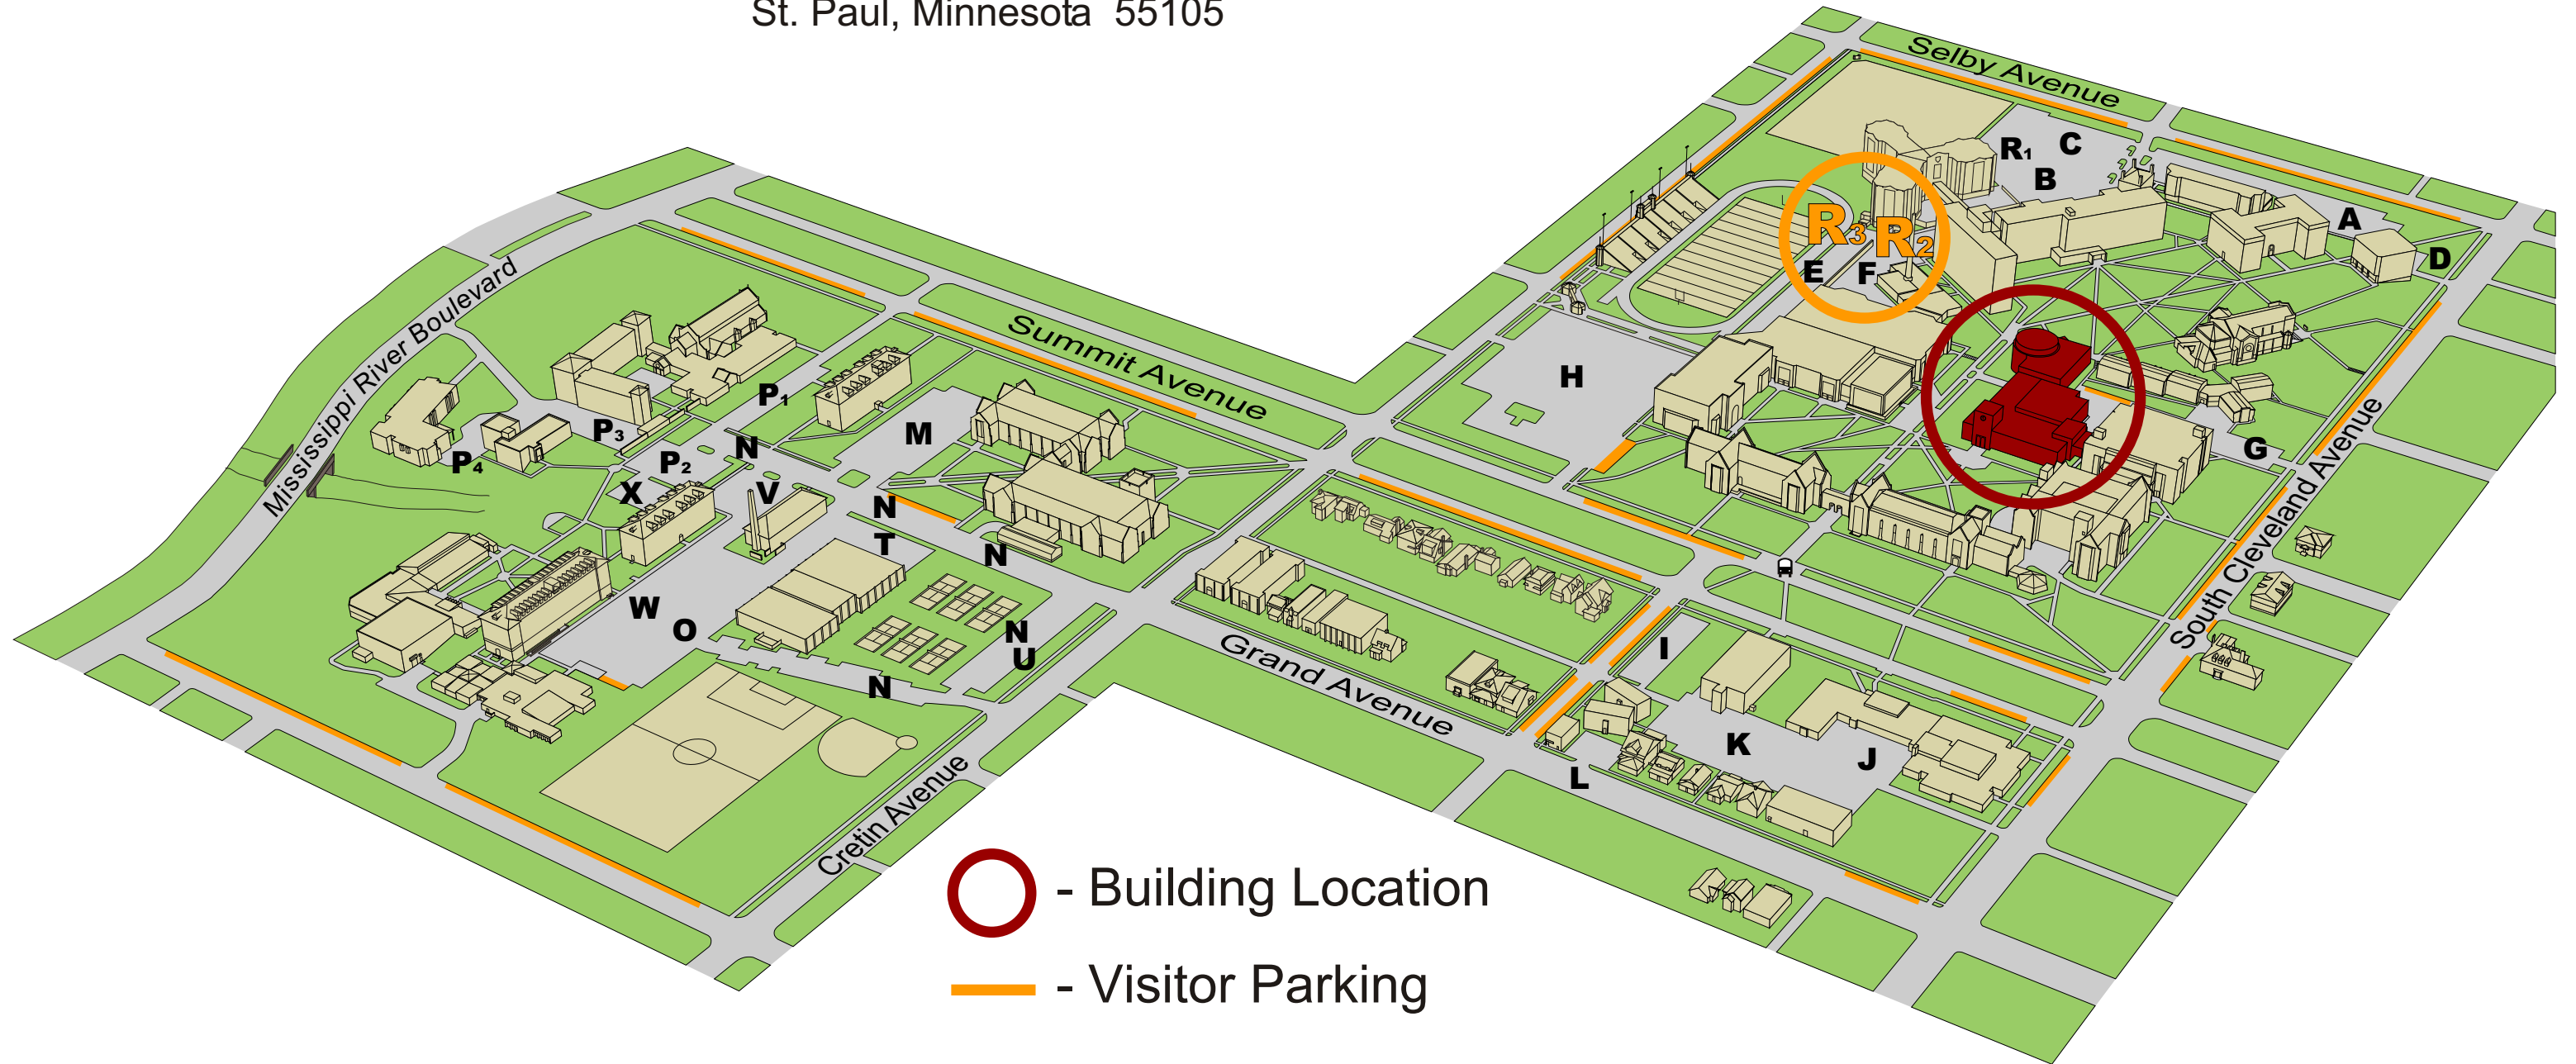 St. Paul, Minnesota 55105
Selby Avenue
R1
C
B
A
D
R3
R2
E
F
Mississippi River Boulevard
Summit Avenue
H
G
South Cleveland Avenue
P1
M
P3
N
P4
P2
X
V
N
T
N
W
O
N
U
N
I
Grand Avenue
K
J
L
Cretin Avenue
- Building Location
- Visitor Parking